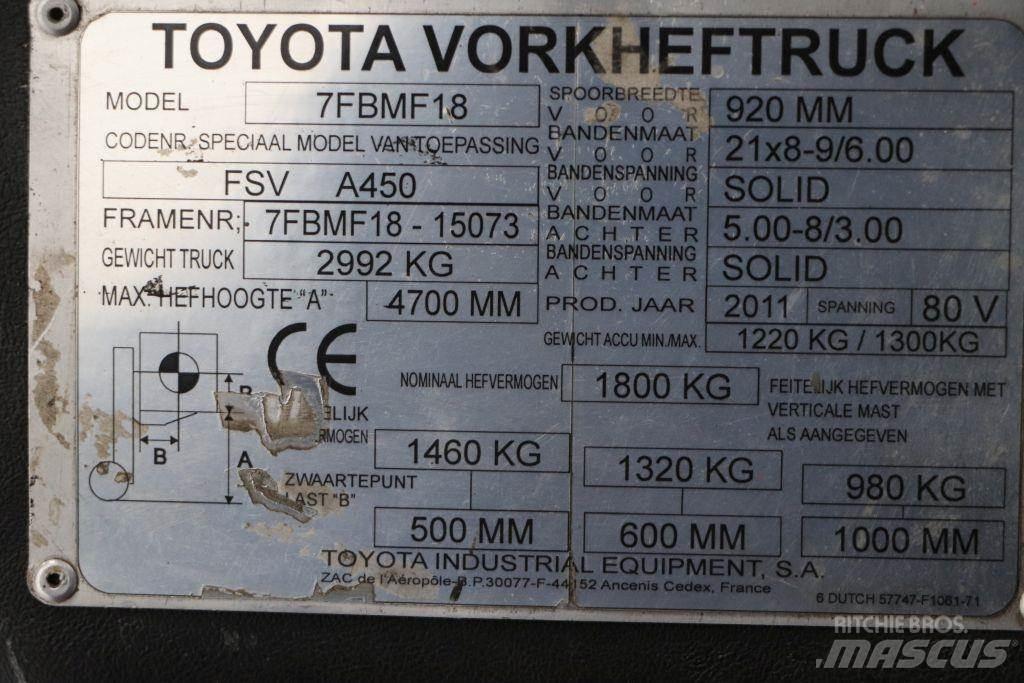 TOYOTA VORKHEFTRUCK
MODEL 7FBMF18 SPOORBREEDTE VOOR 920 MM
CODENR, SPECIAAL MODEL VAN TOEPASSING BANDENMAAT VOOR 21x8-9/6.00
FSV A450 BANDENSPANNING VOOR SOLID
FRAMENR,. 7FBMF18 - 15073 BANDENMAAT ACHTER 5.00-8/3.00
GEWICHT TRUCK 2992 KG BANDENSPANNING ACHTER SOLID
MAX. HEFHOOGTE "A" 4700 MM PROD. JAAR 2011 SPANNING 80 V
GEWICHT ACCU MIN./MAX. 1220 KG / 1300KG
CE
NOMINAAL HEFVERMOGEN 1800 KG
FEITELIJK HEFVERMOGEN MET
VERTICALE MAST
ALS AANGEGEVEN
B
B
A
1460 KG 1320 KG 980 KG
ZWAARTEPUNT
LAST "B"
500 MM 600 MM 1000 MM
TOYOTA INDUSTRIAL EQUIPMENT, S.A.
ZAC de l'Aéropôle-B.P.30077-F-44152 Ancenis Cedex, France
6 DUTCH 57747-F1061-71
RITCHIE BROS.
MASCUS